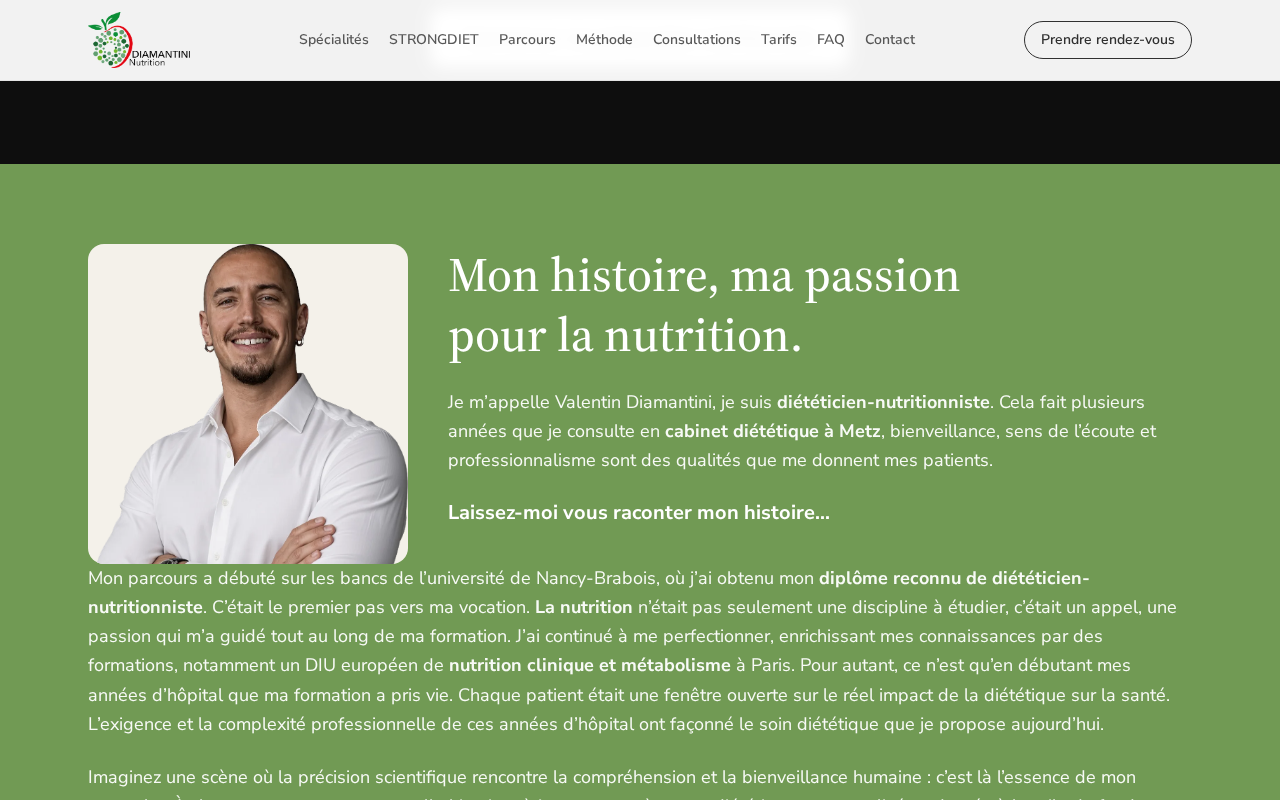 DIAMANTINI
Nutrition
Spécialités
STRONGDIET
Parcours
Méthode
Consultations
Tarifs
FAQ
Contact
Prendre rendez-vous
Mon histoire, ma passion
pour la nutrition.
Je m’appelle Valentin Diamantini, je suis diététicien-nutritionniste. Cela fait plusieurs
années que je consulte en cabinet diététique à Metz, bienveillance, sens de l’écoute et
professionnalisme sont des qualités que me donnent mes patients.
Laissez-moi vous raconter mon histoire...
Mon parcours a débuté sur les bancs de l’université de Nancy-Brabois, où j’ai obtenu mon diplôme reconnu de diététicien-
nutritionniste. C’était le premier pas vers ma vocation. La nutrition n’était pas seulement une discipline à étudier, c’était un appel, une
passion qui m’a guidé tout au long de ma formation. J’ai continué à me perfectionner, enrichissant mes connaissances par des
formations, notamment un DIU européen de nutrition clinique et métabolisme à Paris. Pour autant, ce n’est qu’en débutant mes
années d’hôpital que ma formation a pris vie. Chaque patient était une fenêtre ouverte sur le réel impact de la diététique sur la santé.
L’exigence et la complexité professionnelle de ces années d’hôpital ont façonné le soin diététique que je propose aujourd’hui.
Imaginez une scène où la précision scientifique rencontre la compréhension et la bienveillance humaine : c’est là l’essence de mon